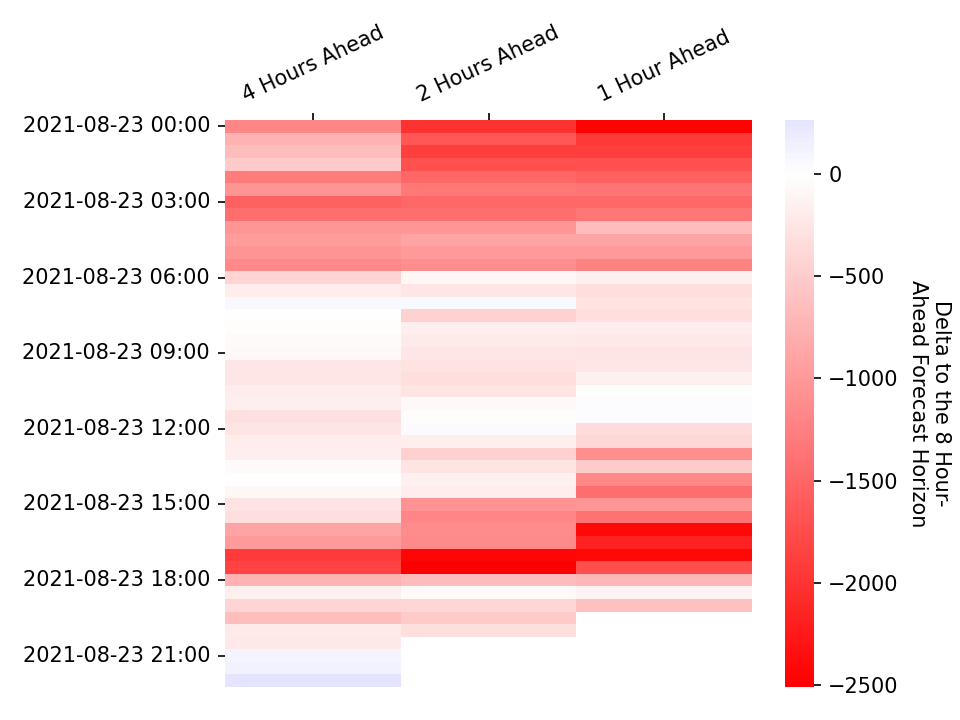 4 Hours Ahead
2 Hours Ahead
1 Hour Ahead
2021-08-23 00:00
2021-08-23 03:00
2021-08-23 06:00
2021-08-23 09:00
2021-08-23 12:00
2021-08-23 15:00
2021-08-23 18:00
2021-08-23 21:00
0
−500
−1000
−1500
−2000
−2500
Delta to the 8 Hour-
Ahead Forecast Horizon